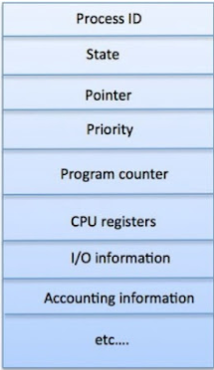 Process ID
State
Pointer
Priority
Program counter
CPU registers
I/O information
Accounting information
etc....